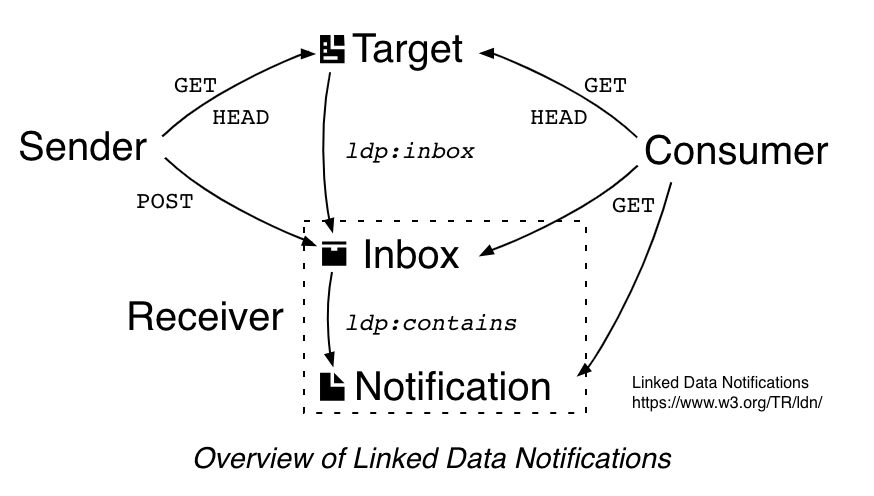 Target
GET
GET
HEAD
HEAD
Sender
ldp:inbox
Consumer
POST
GET
Inbox
Receiver
ldp:contains
Notification
Linked Data Notifications
https://www.w3.org/TR/ldn/
Overview of Linked Data Notifications